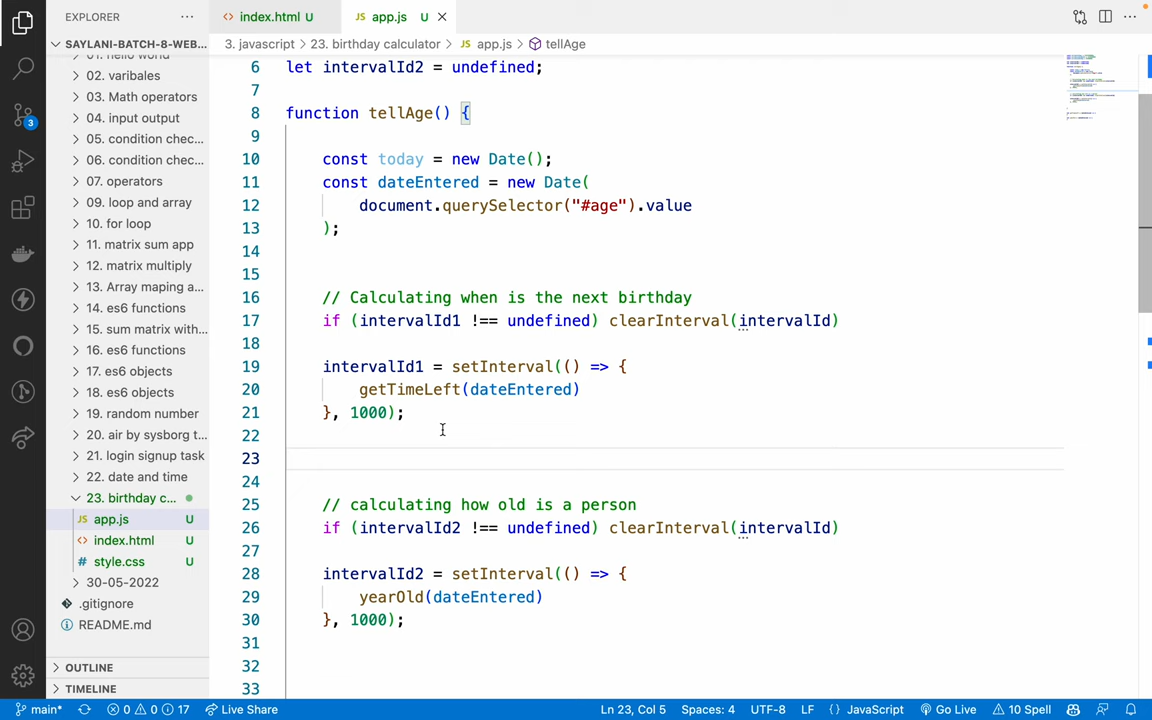 EXPLORER
index.html U
JS app.js U
SAYLANI-BATCH-8-WEB...
3. javascript > 23. birthday calculator > JS app.js > tellAge
01. hello world
02. varibales
03. Math operators
04. input output
05. condition chec...
06. condition chec...
07. operators
09. loop and array
10. for loop
11. matrix sum app
12. matrix multiply
13. Array maping a...
14. es6 functions
15. sum matrix with...
16. es6 functions
17. es6 objects
18. es6 objects
19. random number
20. air by sysborg t...
21. login signup task
22. date and time
23. birthday c...
JS app.js U
index.html U
# style.css U
30-05-2022
.gitignore
README.md
OUTLINE
TIMELINE
3
6 let intervalId2 = undefined;
7
8 function tellAge() {
9
10 const today = new Date();
11 const dateEntered = new Date(
12 document.querySelector("#age").value
13 );
14
15
16 // Calculating when is the next birthday
17 if (intervalId1 !== undefined) clearInterval(intervalId)
18
19 intervalId1 = setInterval(() => {
20 getTimeLeft(dateEntered)
21 }, 1000);
22
23
24
25 // calculating how old is a person
26 if (intervalId2 !== undefined) clearInterval(intervalId)
27
28 intervalId2 = setInterval(() => {
29 yearOld(dateEntered)
30 }, 1000);
31
32
33
main* 0 0 17 Live Share Ln 23, Col 5 Spaces: 4 UTF-8 LF {} JavaScript Go Live 10 Spell